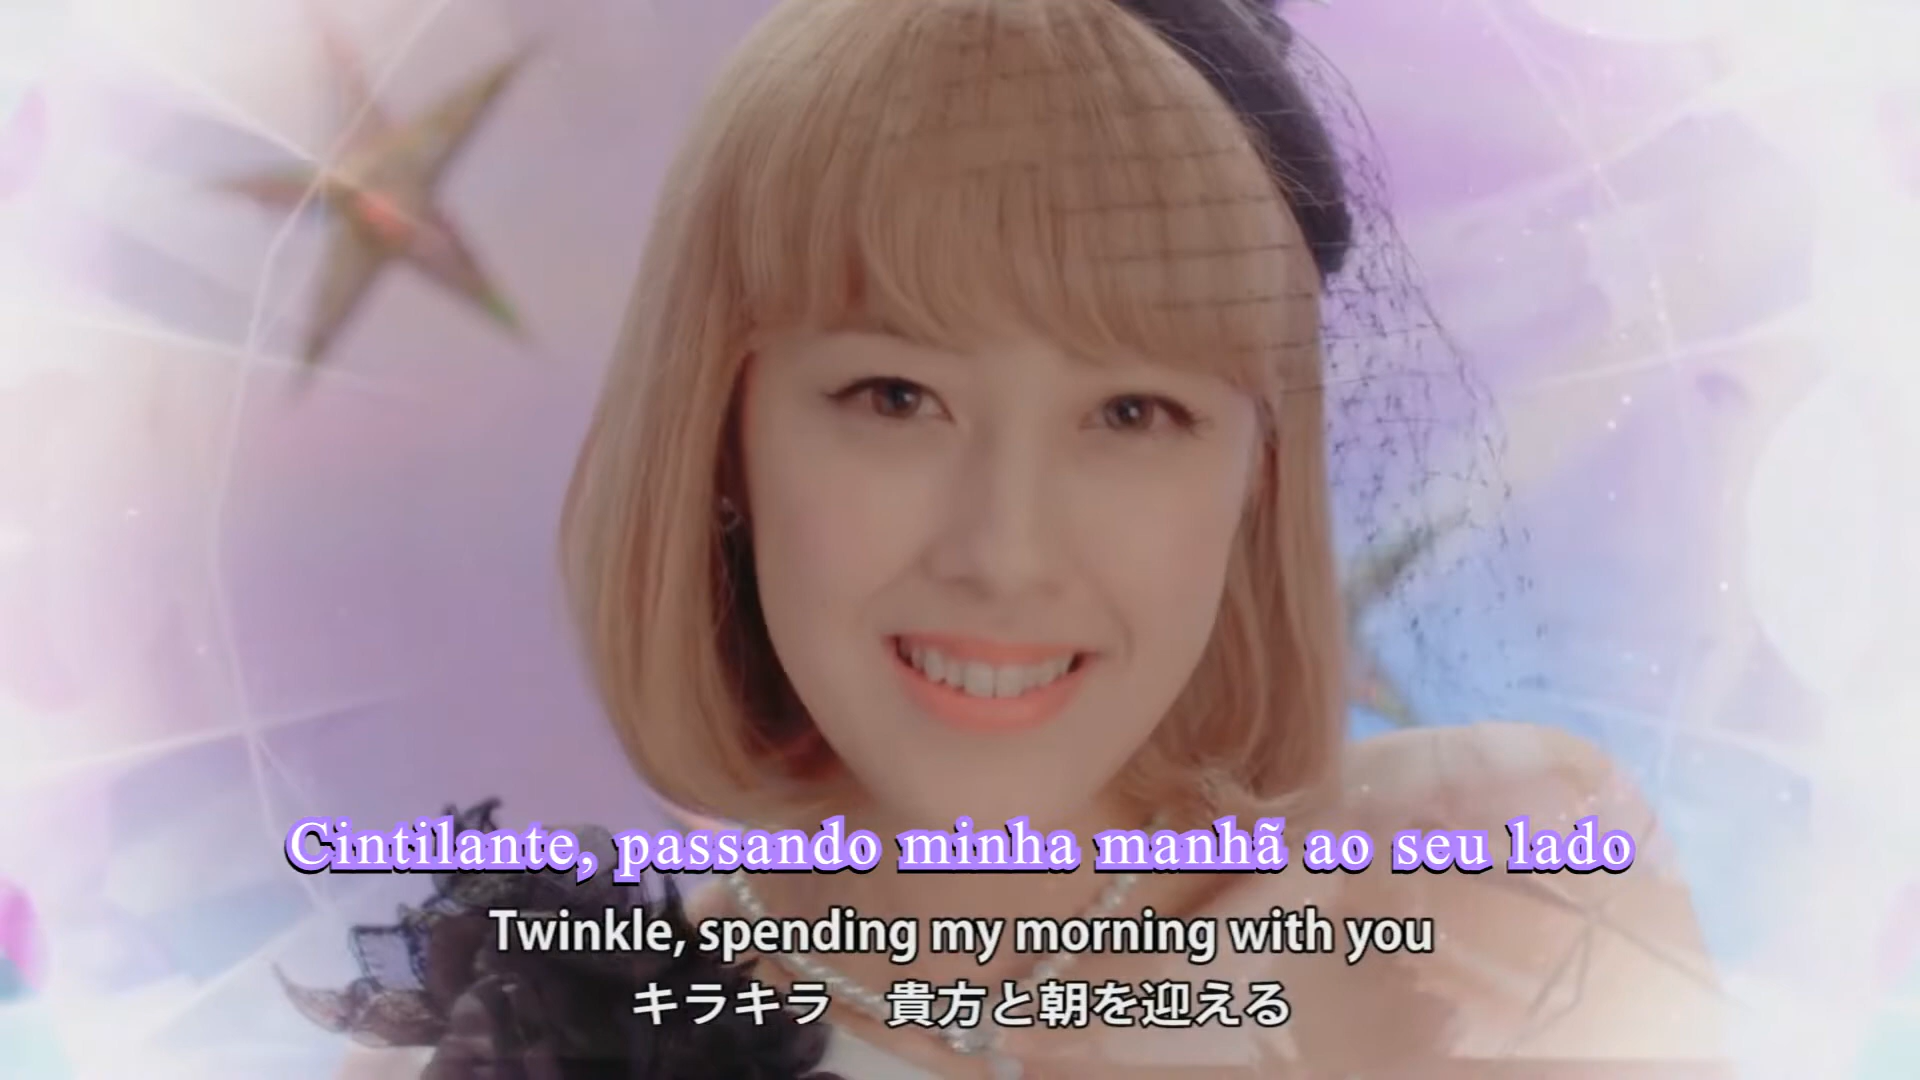 Cintilante, passando minha manhã ao seu lado
Twinkle, spending my morning with you
キラキラ　貴方と朝を迎える